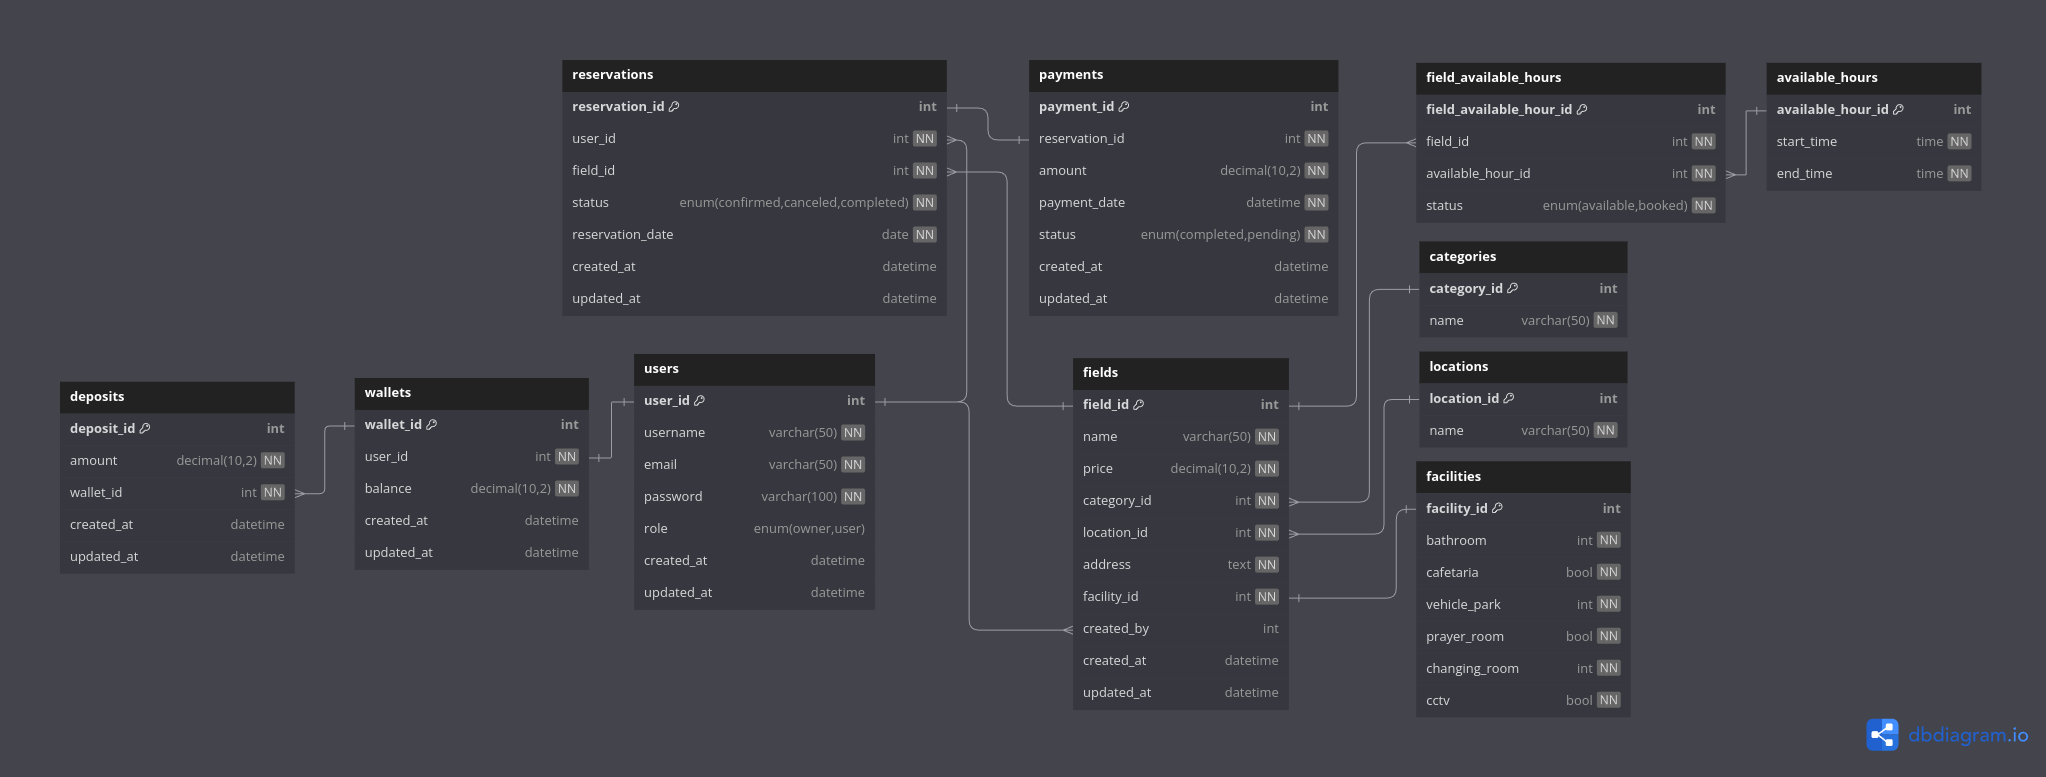 reservations
reservation_id int
user_id int NN
field_id int NN
status enum(confirmed,canceled,completed) NN
reservation_date date NN
created_at datetime
updated_at datetime
payments
payment_id int
reservation_id int NN
amount decimal(10,2) NN
payment_date datetime NN
status enum(completed,pending) NN
created_at datetime
updated_at datetime
field_available_hours
field_available_hour_id int
field_id int NN
available_hour_id int NN
status enum(available,booked) NN
available_hours
available_hour_id int
start_time time NN
end_time time NN
categories
category_id int
name varchar(50) NN
locations
location_id int
name varchar(50) NN
facilities
facility_id int
bathroom int NN
cafetaria bool NN
vehicle_park int NN
prayer_room bool NN
changing_room int NN
cctv bool NN
deposits
deposit_id int
amount decimal(10,2) NN
wallet_id int NN
created_at datetime
updated_at datetime
wallets
wallet_id int
user_id int NN
balance decimal(10,2) NN
created_at datetime
updated_at datetime
users
user_id int
username varchar(50) NN
email varchar(50) NN
password varchar(100) NN
role enum(owner,user)
created_at datetime
updated_at datetime
fields
field_id int
name varchar(50) NN
price decimal(10,2) NN
category_id int NN
location_id int NN
address text NN
facility_id int NN
created_by int
created_at datetime
updated_at datetime
dbdiagram.io